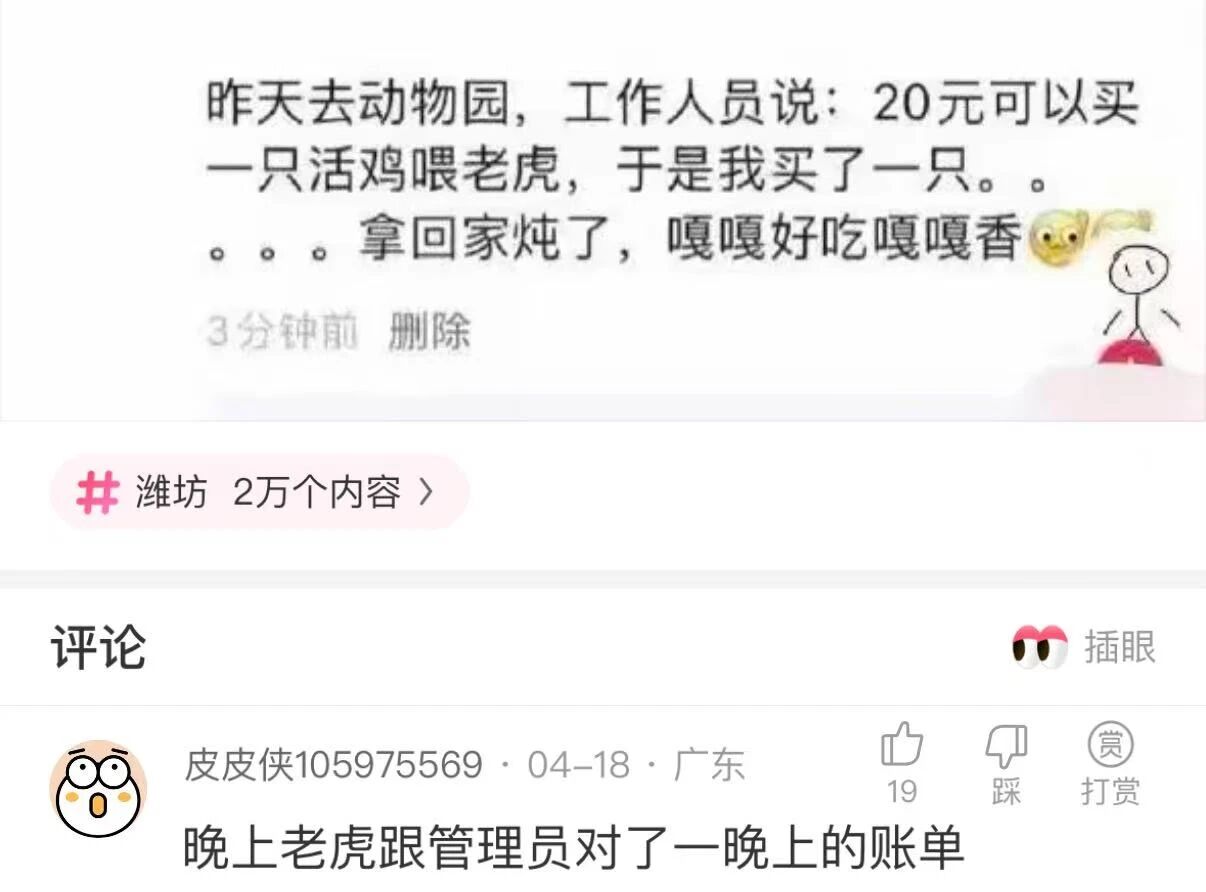 昨天去动物园，工作人员说：20元可以买
一只活鸡喂老虎，于是我买了一只。。
。。。拿回家炖了，嘎嘎好吃嘎嘎香
3分钟前 删除
# 潍坊 2万个内容 >
评论
插眼
皮皮侠105975569 · 04-18 · 广东
19
踩
赏
打赏
晚上老虎跟管理员对了一晚上的账单